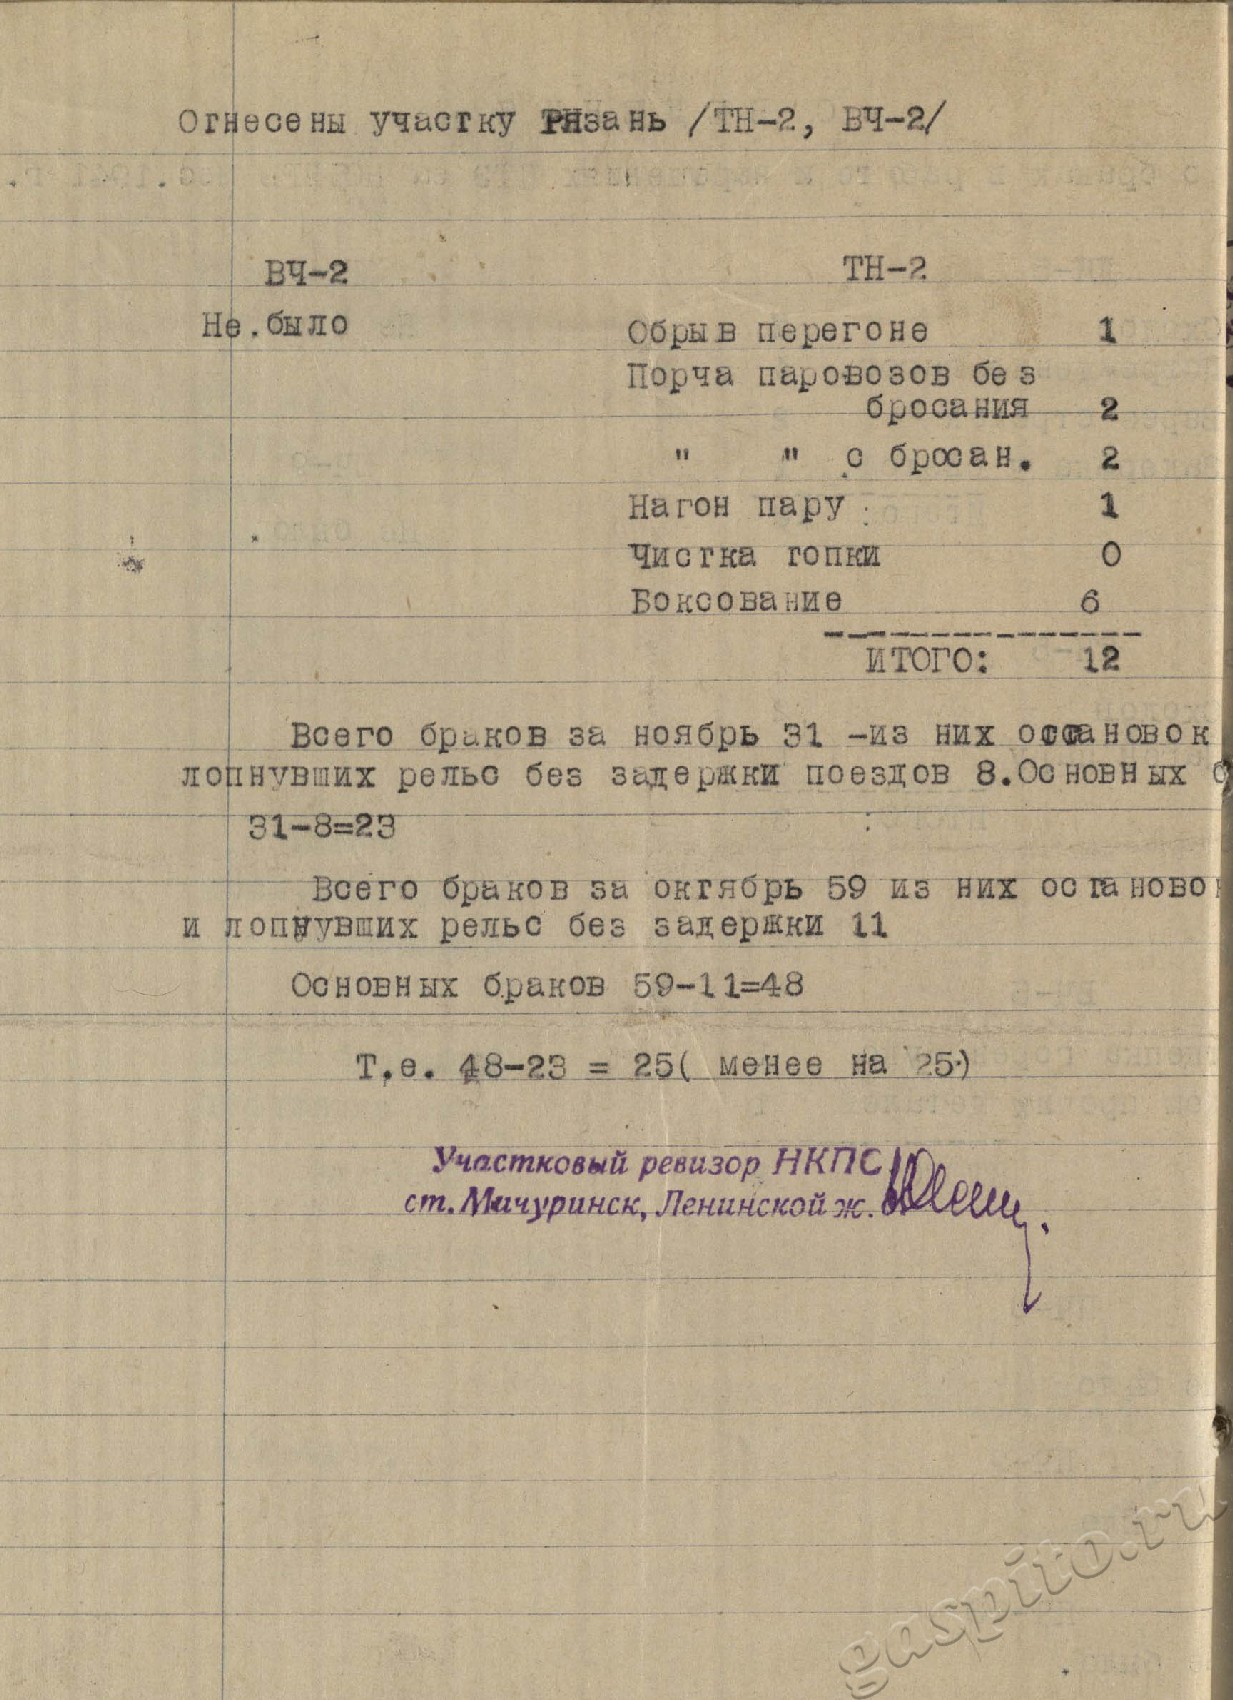 Отнесены участку Рязань /ТН-2, ВЧ-2/
ВЧ-2 ТН-2
Не.было
Обрыв перегоне 1
Порча паровозов без
бросания 2
" " с бросан. 2
Нагон пару 1
Чистка топки 0
Боксование 6
ИТОГО: 12
Всего браков за ноябрь 31 -из них остановок
лопнувших рельс без задержки поездов 8.Основных
31-8=23
Всего браков за октябрь 59 из них остановок
и лопнувших рельс без задержки 11
Основных браков 59-11=48
Т.е. 48-23 = 25( менее на 25.)
Участковый ревизор НКПС
ст. Мичуринск, Ленинской ж.
gaspito.ru